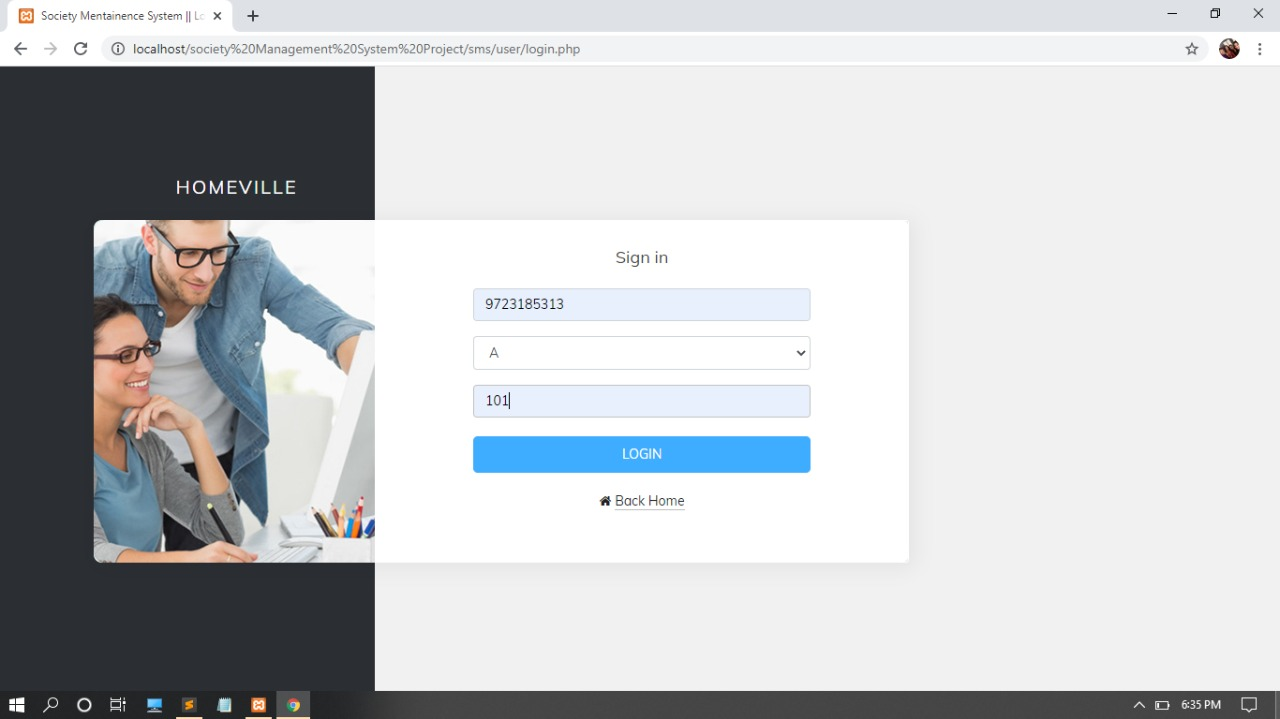 Society Mentainence System || Lo
localhost/society%20Management%20System%20Project/sms/user/login.php
HOMEVILLE
Sign in
9723185313
A
101
LOGIN
Back Home
6:35 PM